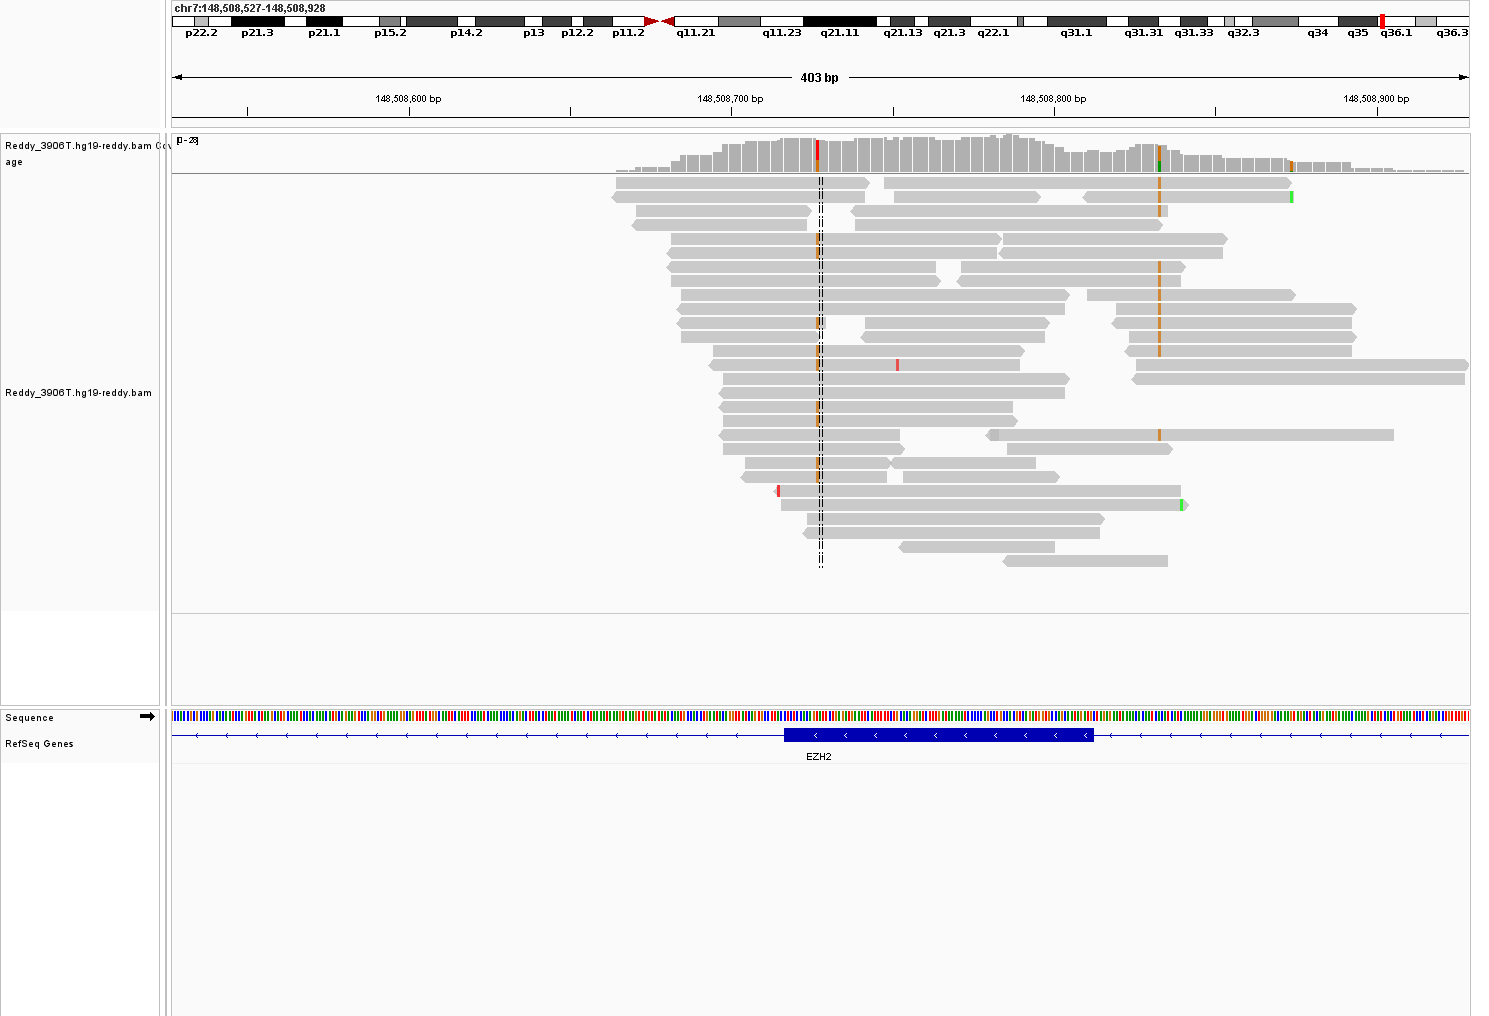 chr7:148,508,527-148,508,928
p22.2 p21.3 p21.1 p15.2 p14.2 p13 p12.2 p11.2 q11.21 q11.23 q21.11 q21.13 q21.3 q22.1 q31.1 q31.31 q31.33 q32.3 q34 q35 q36.1 q36.3
403 bp
148,508,600 bp 148,508,700 bp 148,508,800 bp 148,508,900 bp
Reddy_3906T.hg19-reddy.bam Cov
age
[0-28]
Reddy_3906T.hg19-reddy.bam
Sequence
RefSeq Genes
EZH2